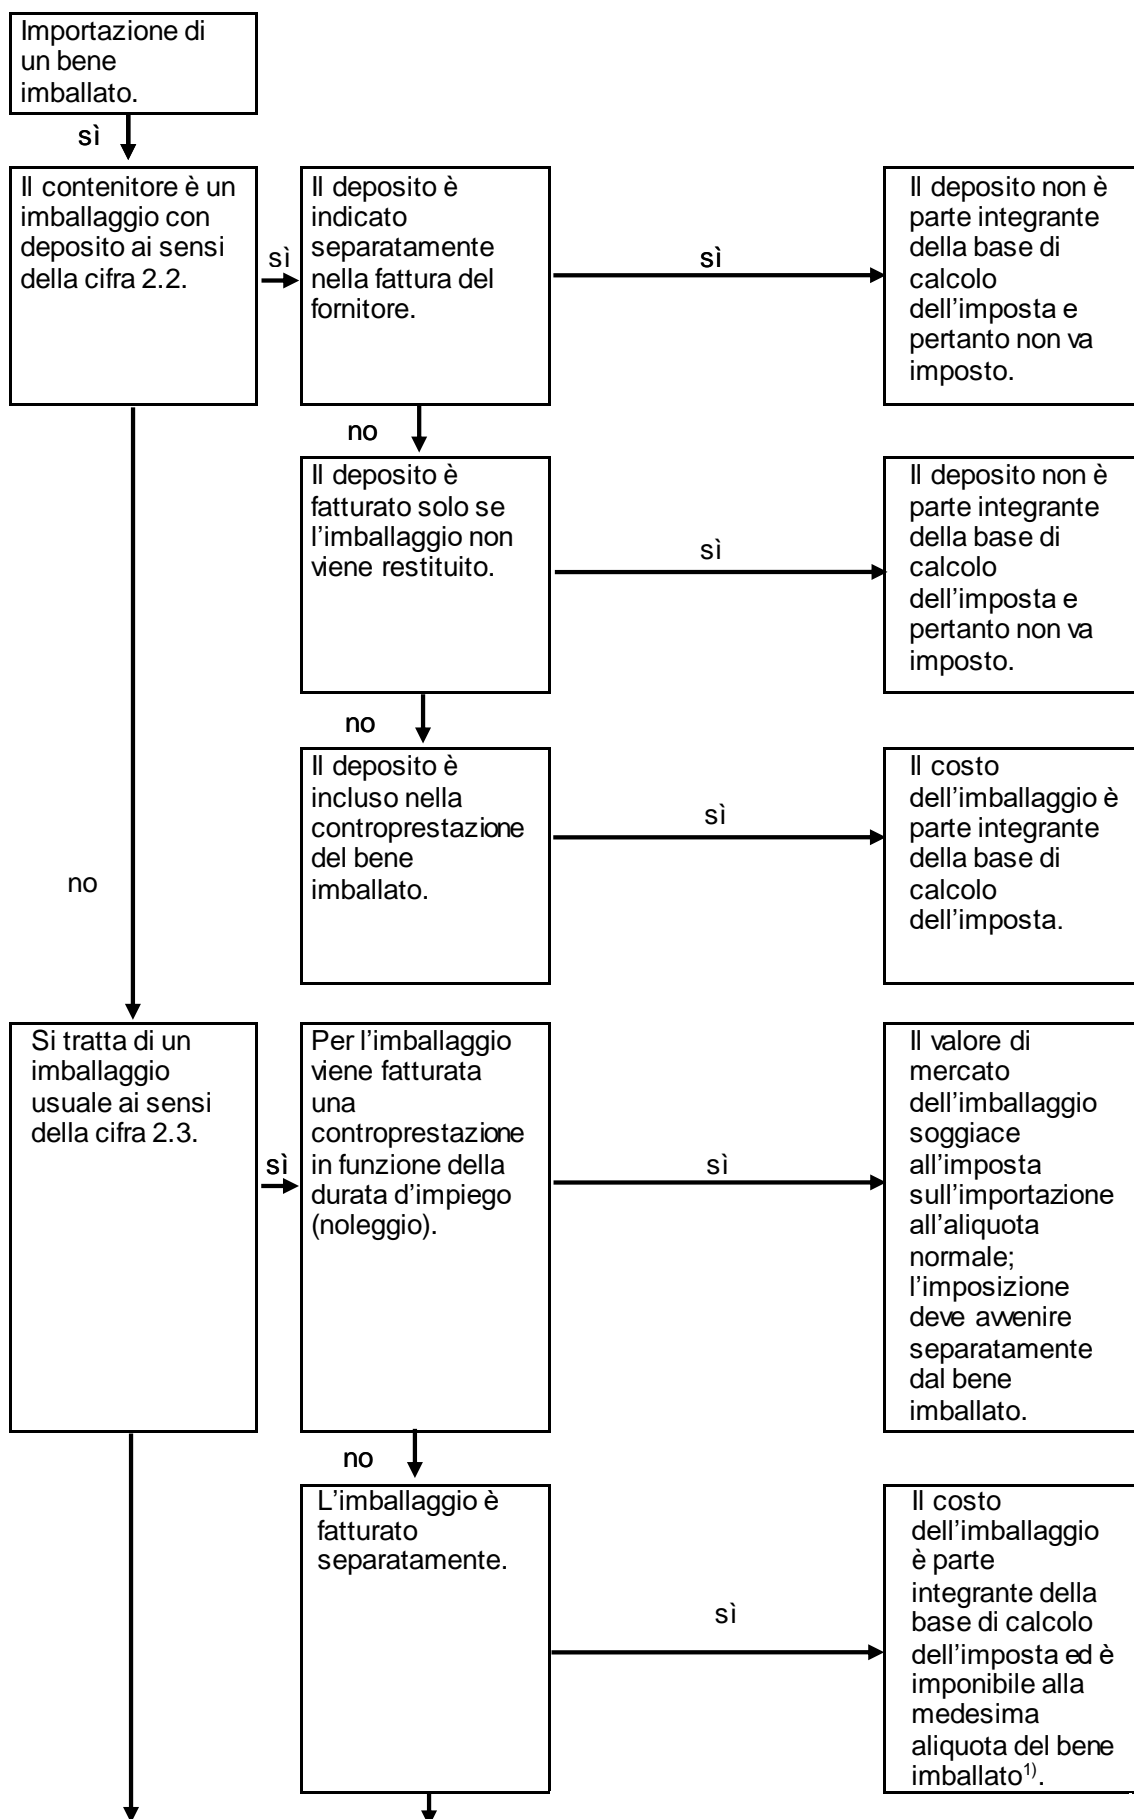 Importazione di
un bene
imballato.
sì
Il contenitore è un
imballaggio con
deposito ai sensi
della cifra 2.2.
sì
Il deposito è
indicato
separatamente
nella fattura del
fornitore.
sì
Il deposito non è
parte integrante
della base di
calcolo
dell’imposta e
pertanto non va
imposto.
no
Il deposito è
fatturato solo se
l’imballaggio non
viene restituito.
sì
Il deposito non è
parte integrante
della base di
calcolo
dell’imposta e
pertanto non va
imposto.
no
Il deposito è
incluso nella
controprestazione
del bene
imballato.
sì
Il costo
dell’imballaggio è
parte integrante
della base di
calcolo
dell’imposta.
no
Si tratta di un
imballaggio
usuale ai sensi
della cifra 2.3.
sì
Per l’imballaggio
viene fatturata
una
controprestazione
in funzione della
durata d’impiego
(noleggio).
sì
Il valore di
mercato
dell’imballaggio
soggiace
all’imposta
sull’importazione
all’aliquota
normale;
l’imposizione
deve avvenire
separatamente
dal bene
imballato.
no
L’imballaggio è
fatturato
separatamente.
sì
Il costo
dell’imballaggio
è parte
integrante della
base di calcolo
dell’imposta ed è
imponibile alla
medesima
aliquota del bene
imballato1).